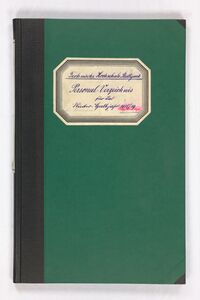 Technische Hochschule Stuttgart
Personal Verzeichnis
für das
Winter-Halbjahr